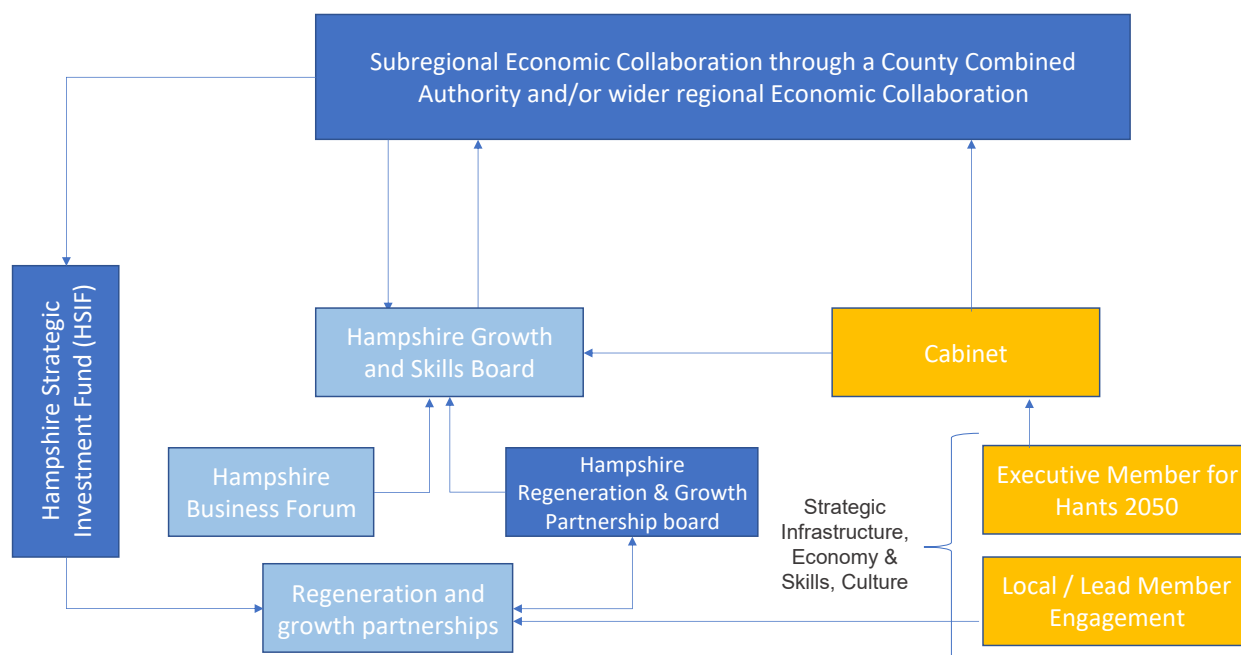 Subregional Economic Collaboration through a County Combined
Authority and/or wider regional Economic Collaboration
Hampshire Strategic
Investment Fund (HSIF)
Hampshire Growth
and Skills Board
Cabinet
Hampshire
Business Forum
Hampshire
Regeneration & Growth
Partnership board
Strategic
Infrastructure,
Economy &
Skills, Culture
Executive Member for
Hants 2050
Regeneration and
growth partnerships
Local / Lead Member
Engagement